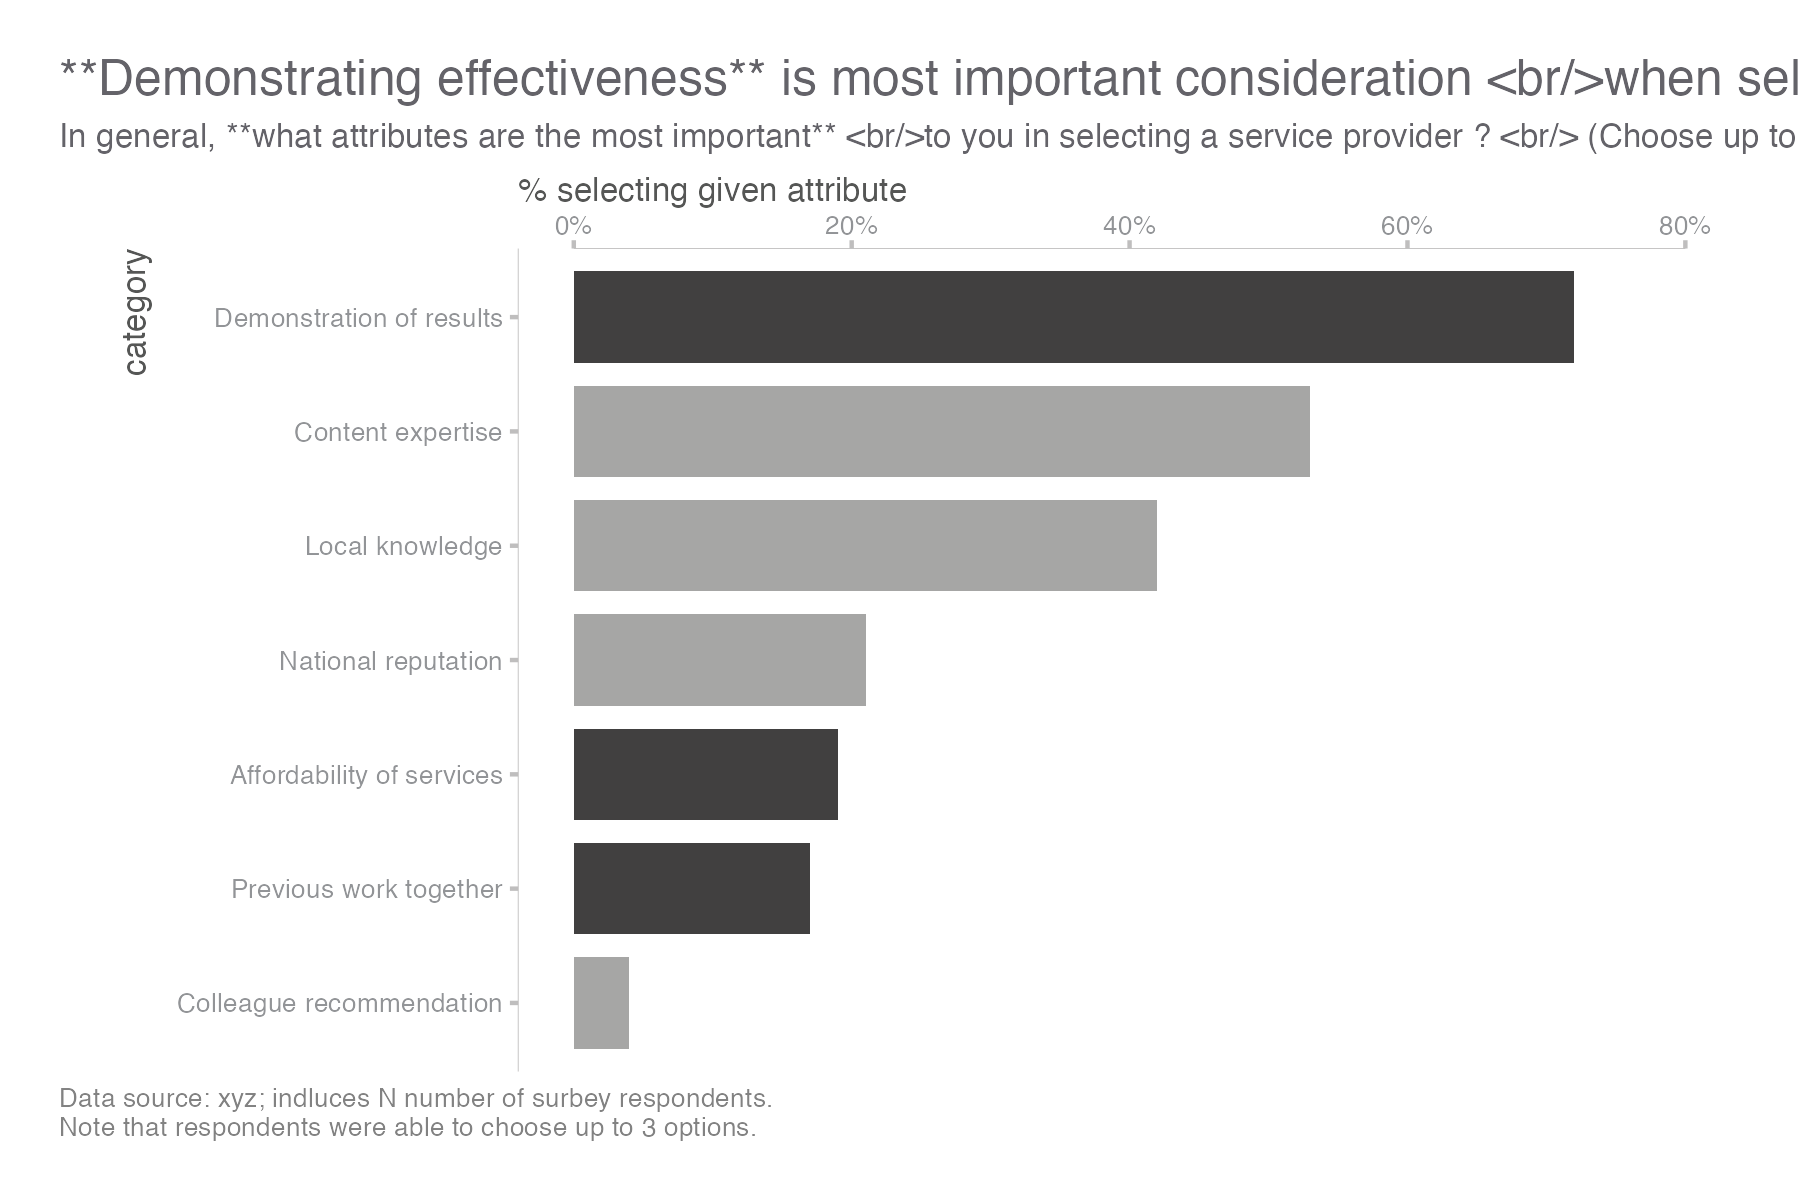 **Demonstrating effectiveness** is most important consideration <br/>when sel
In general, **what attributes are the most important** <br/>to you in selecting a service provider ? <br/> (Choose up to
% selecting given attribute
0% 20% 40% 60% 80%
category
Demonstration of results
Content expertise
Local knowledge
National reputation
Affordability of services
Previous work together
Colleague recommendation
Data source: xyz; indluces N number of surbey respondents.
Note that respondents were able to choose up to 3 options.